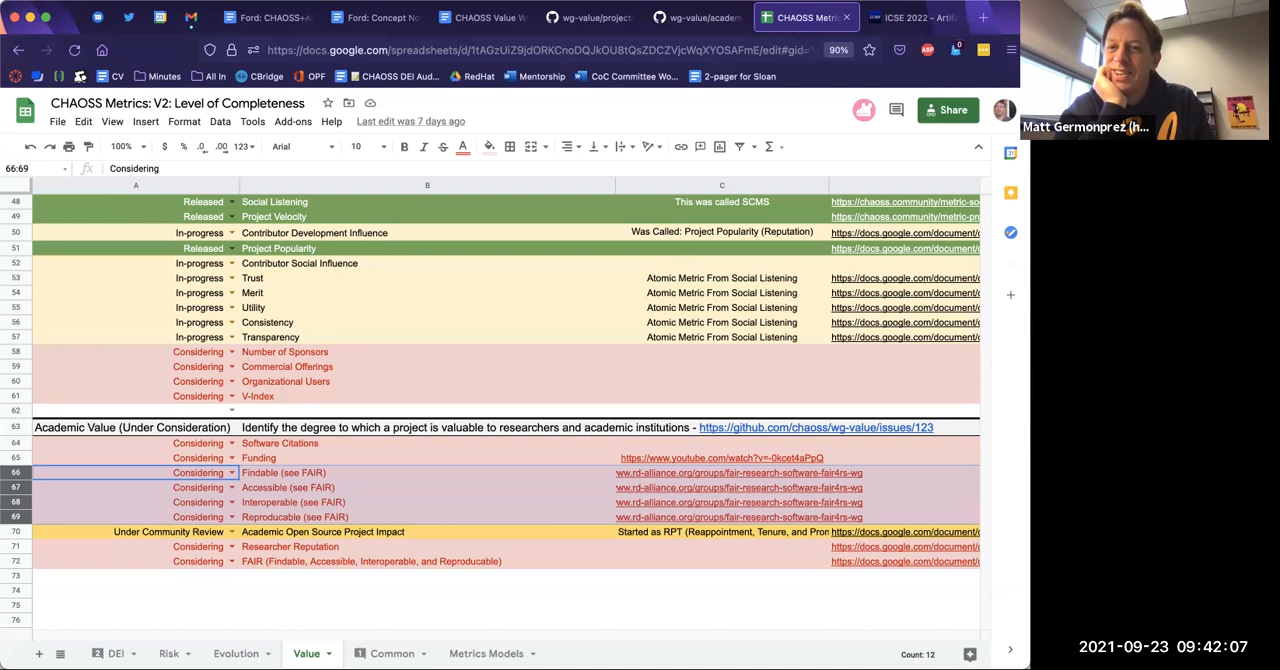 Ford: CHAOSS+A
Ford: Concept No
CHAOSS Value W
wg-value/project-
wg-value/academ
CHAOSS Metri
ICSE 2022 - Artif
https://docs.google.com/spreadsheets/d/1tAGzUiZ9jdORKCnoDQJkOU8tQsZDCZVjcWqXYOSAFmE/edit#gid=
90%
CV
Minutes
All In
CBridge
OPF
CHAOSS DEI Aud...
RedHat
Mentorship
CoC Committee Wo...
2-pager for Sloan
CHAOSS Metrics: V2: Level of Completeness
File Edit View Insert Format Data Tools Add-ons Help Last edit was 7 days ago
Share
Matt Germonprez (h...
100% $ % .0 .00 123 Arial 10 B I S A
66:69 fx Considering
A B C
48 Released Social Listening This was called SCMS https://chaoss.community/metric-so
49 Released Project Velocity https://chaoss.community/metric-pr
50 In-progress Contributor Development Influence Was Called: Project Popularity (Reputation) https://docs.google.com/document/d
51 Released Project Popularity https://docs.google.com/document/d
52 In-progress Contributor Social Influence
53 In-progress Trust Atomic Metric From Social Listening https://docs.google.com/document/d
54 In-progress Merit Atomic Metric From Social Listening https://docs.google.com/document/d
55 In-progress Utility Atomic Metric From Social Listening https://docs.google.com/document/d
56 In-progress Consistency Atomic Metric From Social Listening https://docs.google.com/document/d
57 In-progress Transparency Atomic Metric From Social Listening https://docs.google.com/document/d
58 Considering Number of Sponsors
59 Considering Commercial Offerings
60 Considering Organizational Users
61 Considering V-Index
62
63 Academic Value (Under Consideration) Identify the degree to which a project is valuable to researchers and academic institutions - https://github.com/chaoss/wg-value/issues/123
64 Considering Software Citations
65 Considering Funding https://www.youtube.com/watch?v=-0kcet4aPpQ
66 Considering Findable (see FAIR) ww.rd-alliance.org/groups/fair-research-software-fair4rs-wg
67 Considering Accessible (see FAIR) ww.rd-alliance.org/groups/fair-research-software-fair4rs-wg
68 Considering Interoperable (see FAIR) ww.rd-alliance.org/groups/fair-research-software-fair4rs-wg
69 Considering Reproducable (see FAIR) ww.rd-alliance.org/groups/fair-research-software-fair4rs-wg
70 Under Community Review Academic Open Source Project Impact Started as RPT (Reappointment, Tenure, and Pron https://docs.google.com/document/d
71 Considering Researcher Reputation https://docs.google.com/document/d
72 Considering FAIR (Findable, Accessible, Interoperable, and Reproducable) https://docs.google.com/document/d
73
74
75
76
2 DEI Risk Evolution Value 1 Common Metrics Models Count: 12
2021-09-23 09:42:07